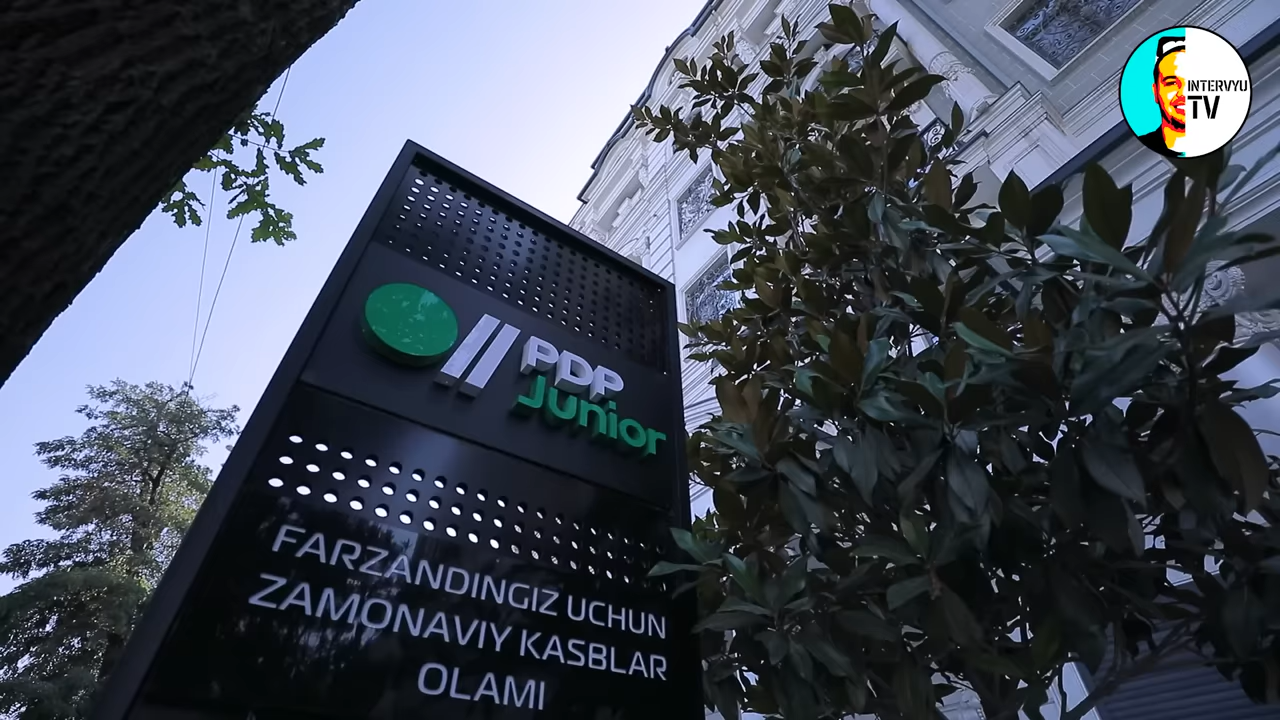 INTERVYU
TV
PDP
Junior
FARZANDINGIZ UCHUN
ZAMONAVIY KASBLAR
OLAMI